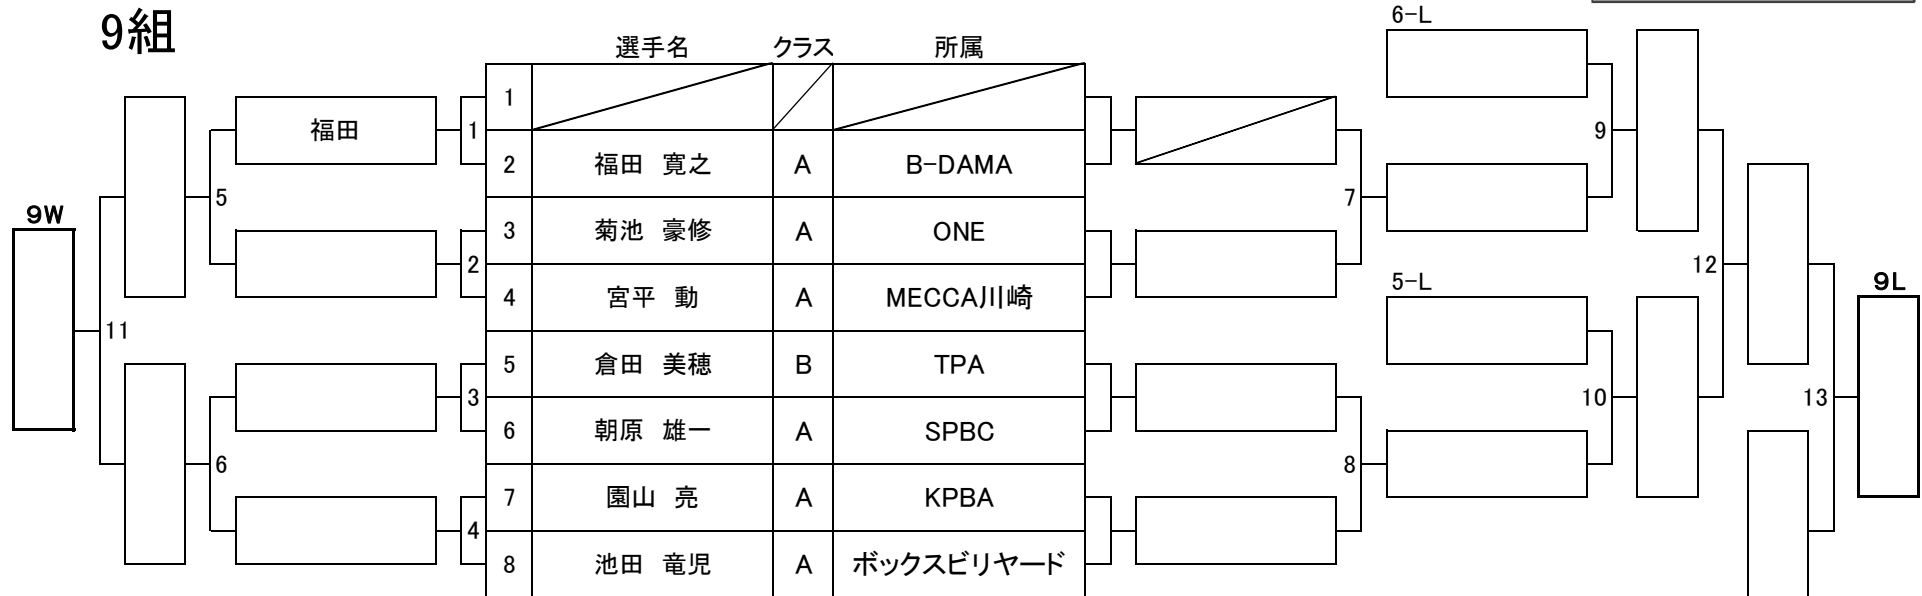 9組
選手名 クラス 所属
1
2 福田 寛之 A B-DAMA
3 菊池 豪修 A ONE
4 宮平 動 A MECCA川崎
5 倉田 美穂 B TPA
6 朝原 雄一 A SPBC
7 園山 亮 A KPBA
8 池田 竜児 A ボックスビリヤード
福田
1
2
3
4
5
6
11
9W
7
8
6-L
9
5-L
10
12
13
9L